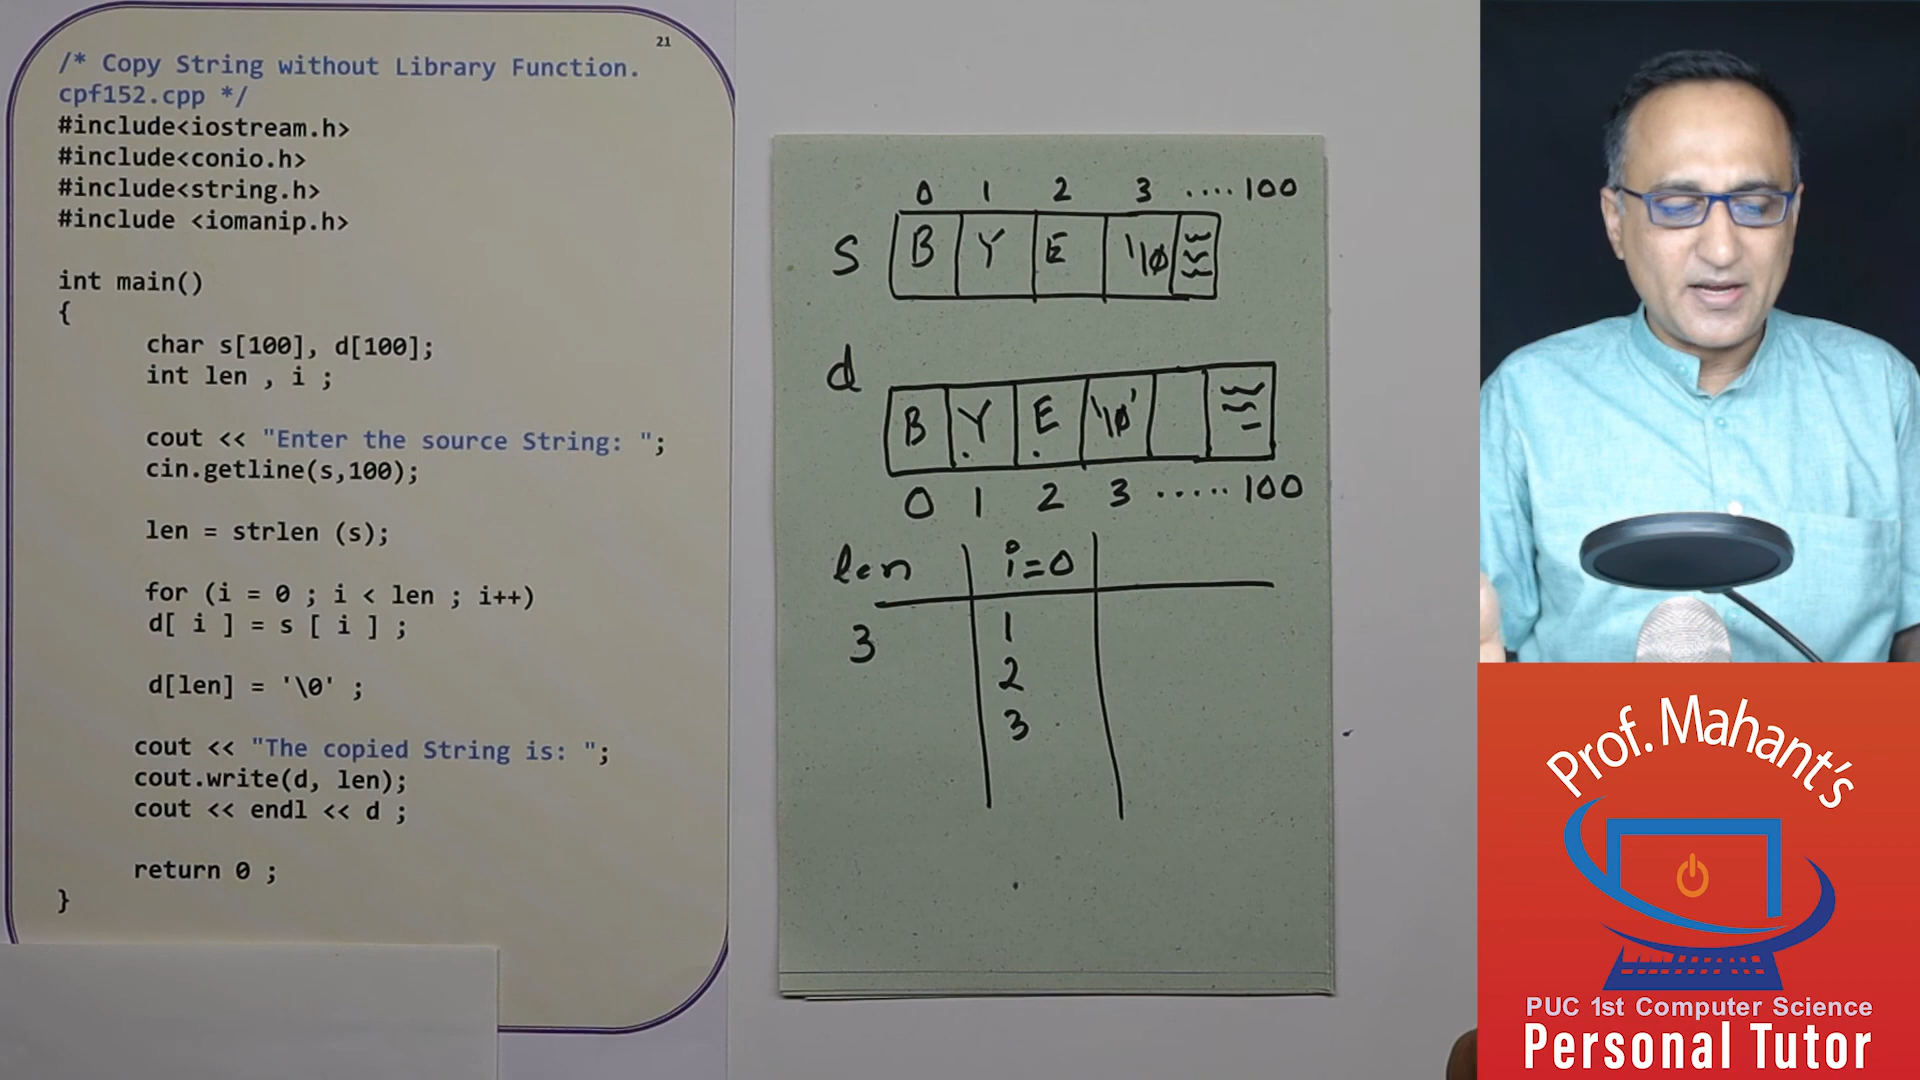 21
/* Copy String without Library Function.
cpf152.cpp */
#include<iostream.h>
#include<conio.h>
#include<string.h>
#include <iomanip.h>
int main()
{
char s[100], d[100];
int len , i ;
cout << "Enter the source String: ";
cin.getline(s,100);
len = strlen (s);
for (i = 0 ; i < len ; i++)
d[ i ] = s [ i ] ;
d[len] = '\0' ;
cout << "The copied String is: ";
cout.write(d, len);
cout << endl << d ;
return 0 ;
}
0 1 2 3 .... 100
S B Y E '\0
d
B Y E '\0'
0 1 2 3 ..... 100
len i=0
3 1
2
3
Prof. Mahant's
PUC 1st Computer Science
Personal Tutor